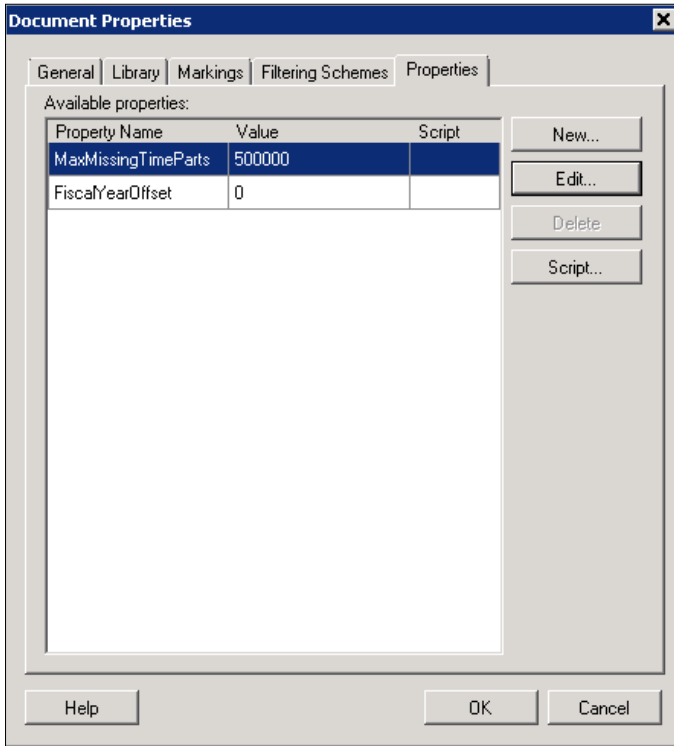 Document Properties
General Library Markings Filtering Schemes Properties
Available properties:
Property Name Value Script
MaxMissingTimeParts 500000
FiscalYearOffset 0
New...
Edit...
Delete
Script...
Help OK Cancel